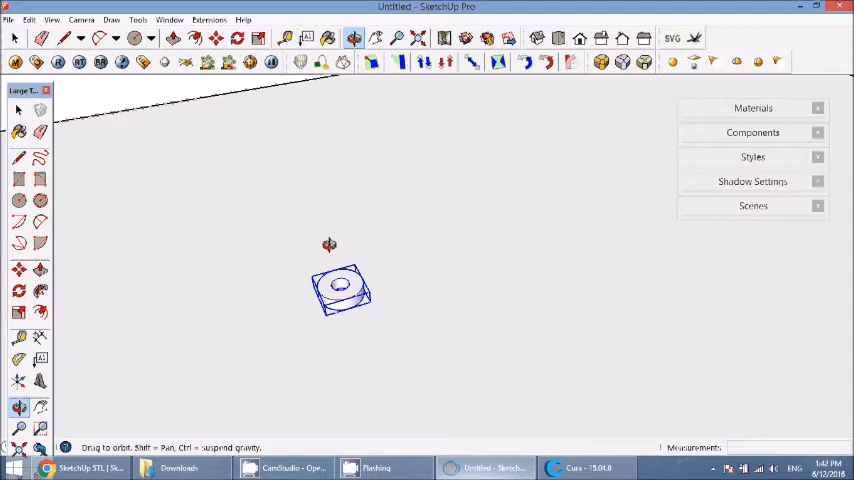 Untitled - SketchUp Pro
File Edit View Camera Draw Tools Window Extensions Help
SVG
Large T...
Materials
Components
Styles
Shadow Settings
Scenes
Drag to orbit. Shift = Pan, Ctrl = suspend gravity.
Measurements
SketchUp STL | Sk...
Downloads
CamStudio - Ope...
Flashing
Untitled - Sketch...
Cura - 15.04.6
ENG
1:42 PM
6/12/2016